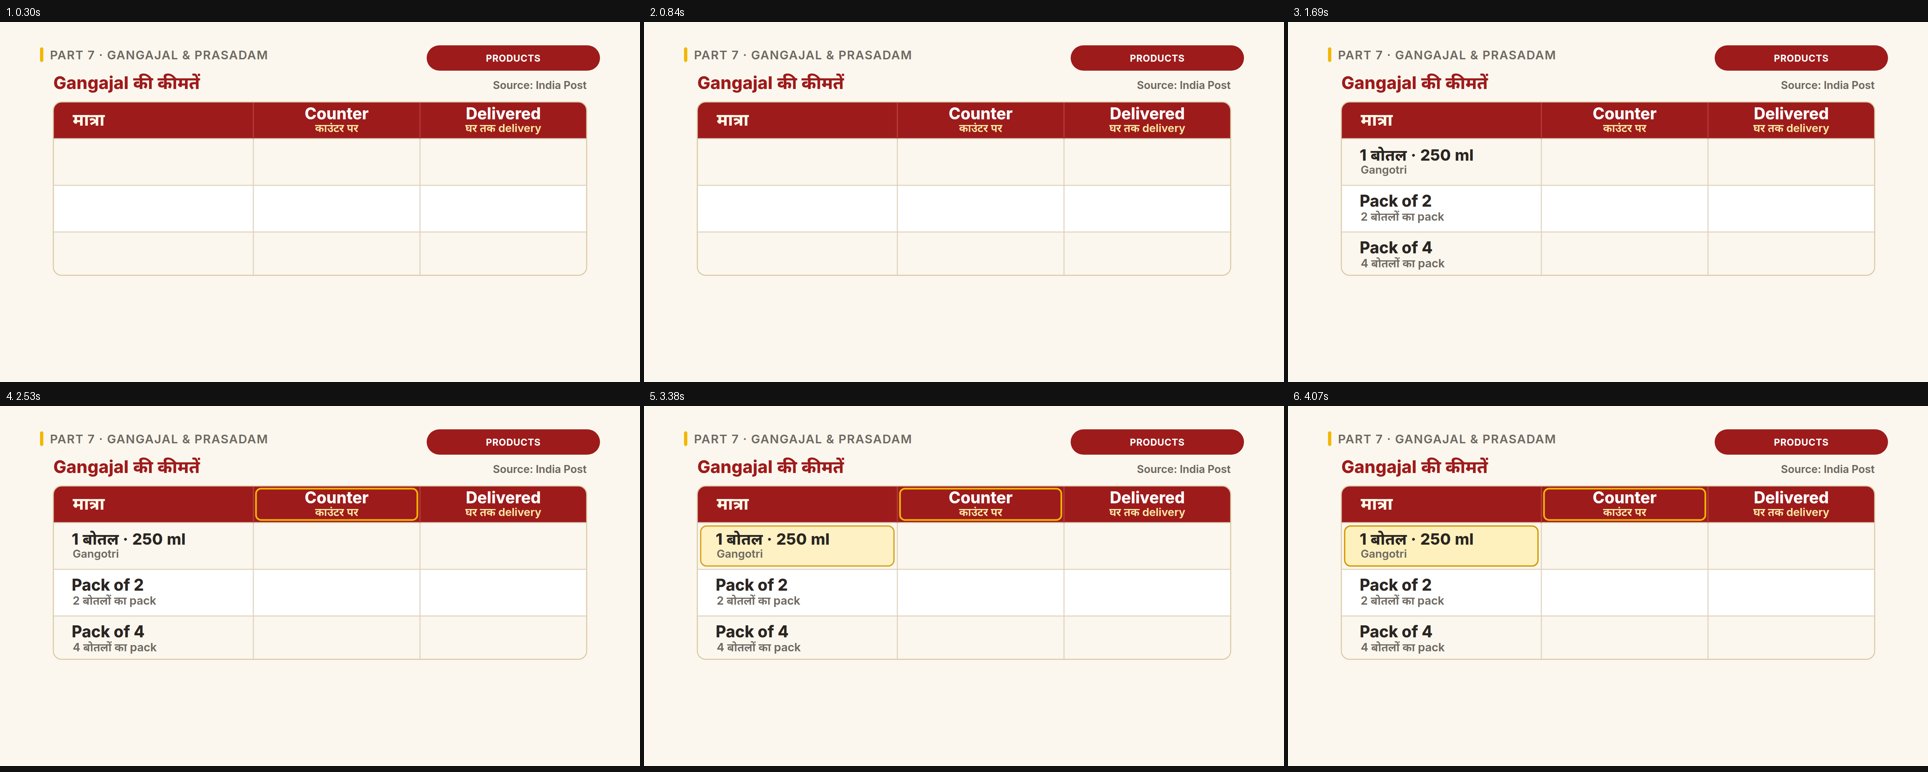 1. 0.30s
PART 7 · GANGAJAL & PRASADAM
PRODUCTS
Gangajal की कीमतें
Source: India Post
मात्रा
Counter
काउंटर पर
Delivered
घर तक delivery
2. 0.84s
PART 7 · GANGAJAL & PRASADAM
PRODUCTS
Gangajal की कीमतें
Source: India Post
मात्रा
Counter
काउंटर पर
Delivered
घर तक delivery
3. 1.69s
PART 7 · GANGAJAL & PRASADAM
PRODUCTS
Gangajal की कीमतें
Source: India Post
मात्रा
Counter
काउंटर पर
Delivered
घर तक delivery
1 बोतल · 250 ml
Gangotri
Pack of 2
2 बोतलों का pack
Pack of 4
4 बोतलों का pack
4. 2.53s
PART 7 · GANGAJAL & PRASADAM
PRODUCTS
Gangajal की कीमतें
Source: India Post
मात्रा
Counter
काउंटर पर
Delivered
घर तक delivery
1 बोतल · 250 ml
Gangotri
Pack of 2
2 बोतलों का pack
Pack of 4
4 बोतलों का pack
5. 3.38s
PART 7 · GANGAJAL & PRASADAM
PRODUCTS
Gangajal की कीमतें
Source: India Post
मात्रा
Counter
काउंटर पर
Delivered
घर तक delivery
1 बोतल · 250 ml
Gangotri
Pack of 2
2 बोतलों का pack
Pack of 4
4 बोतलों का pack
6. 4.07s
PART 7 · GANGAJAL & PRASADAM
PRODUCTS
Gangajal की कीमतें
Source: India Post
मात्रा
Counter
काउंटर पर
Delivered
घर तक delivery
1 बोतल · 250 ml
Gangotri
Pack of 2
2 बोतलों का pack
Pack of 4
4 बोतलों का pack